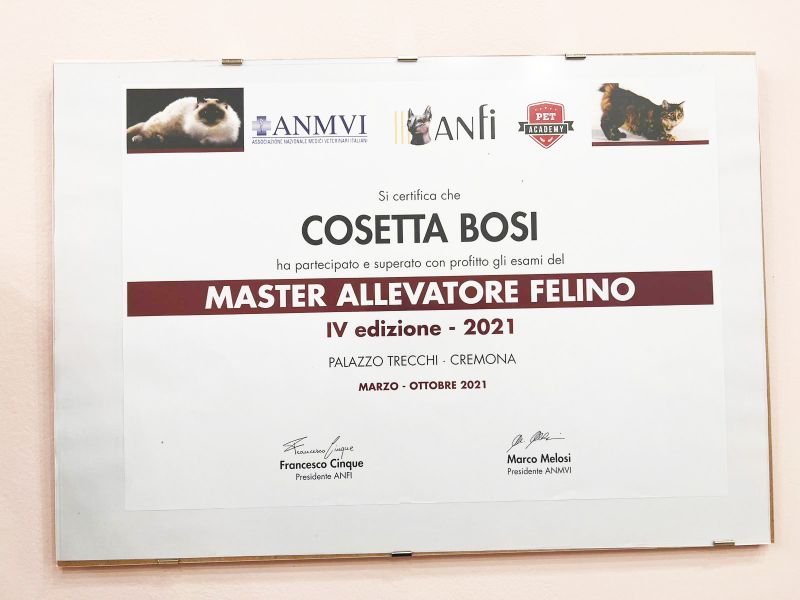 ANMVI
ASSOCIAZIONE NAZIONALE MEDICI VETERINARI ITALIANI
ANfi
PET
ACADEMY
Si certifica che
COSETTA BOSI
ha partecipato e superato con profitto gli esami del
MASTER ALLEVATORE FELINO
IV edizione - 2021
PALAZZO TRECCHI · CREMONA
MARZO - OTTOBRE 2021
Francesco Cinque
Francesco Cinque
Presidente ANFI
Marco Melosi
Presidente ANMVI